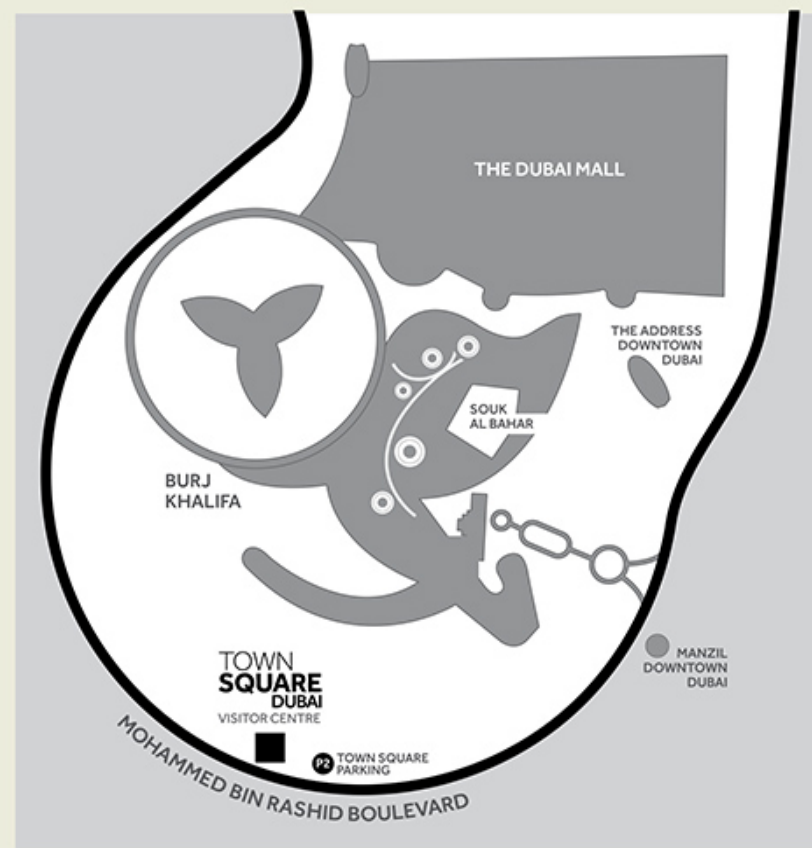 THE DUBAI MALL
THE ADDRESS
DOWNTOWN
DUBAI
SOUK
AL BAHAR
BURJ
KHALIFA
MANZIL
DOWNTOWN
DUBAI
TOWN
SQUARE
DUBAI
VISITOR CENTRE
P2 TOWN SQUARE
PARKING
MOHAMMED BIN RASHID BOULEVARD